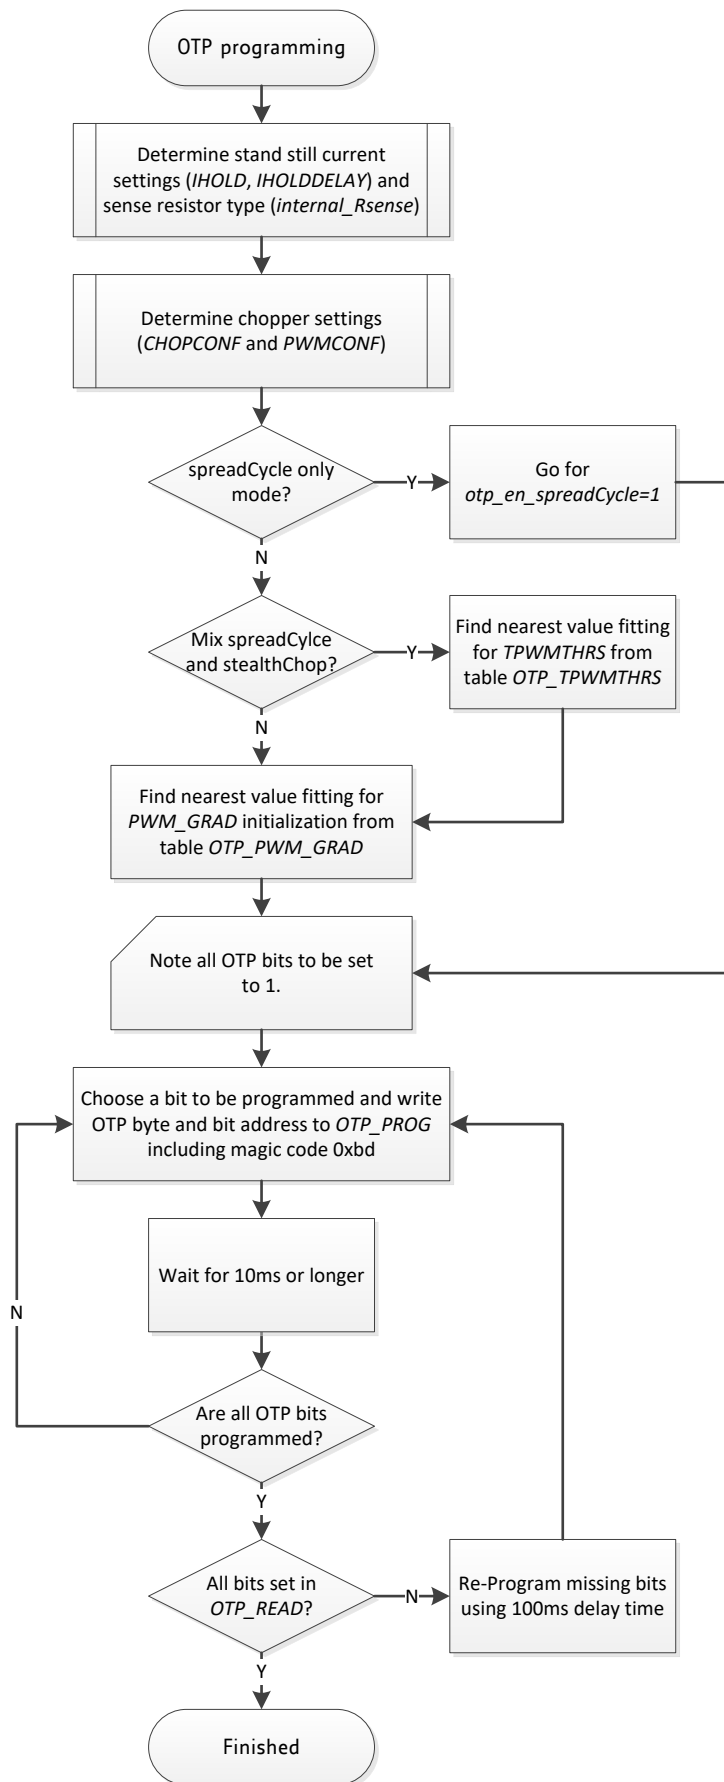 OTP programming
Determine stand still current
settings (IHOLD, IHOLDDELAY) and
sense resistor type (internal_Rsense)
Determine chopper settings
(CHOPCONF and PWMCONF)
spreadCycle only
mode?
Y
Go for
otp_en_spreadCycle=1
N
Mix spreadCylce
and stealthChop?
Y
Find nearest value fitting
for TPWMTHRS from
table OTP_TPWMTHRS
N
Find nearest value fitting for
PWM_GRAD initialization from
table OTP_PWM_GRAD
Note all OTP bits to be set
to 1.
Choose a bit to be programmed and write
OTP byte and bit address to OTP_PROG
including magic code 0xbd
Wait for 10ms or longer
N
Are all OTP bits
programmed?
Y
All bits set in
OTP_READ?
N
Re-Program missing bits
using 100ms delay time
Y
Finished